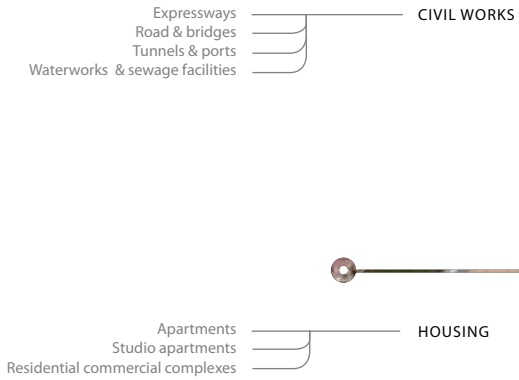 Expressways
CIVIL WORKS
Road & bridges
Tunnels & ports
Waterworks & sewage facilities
Apartments
HOUSING
Studio apartments
Residential commercial complexes